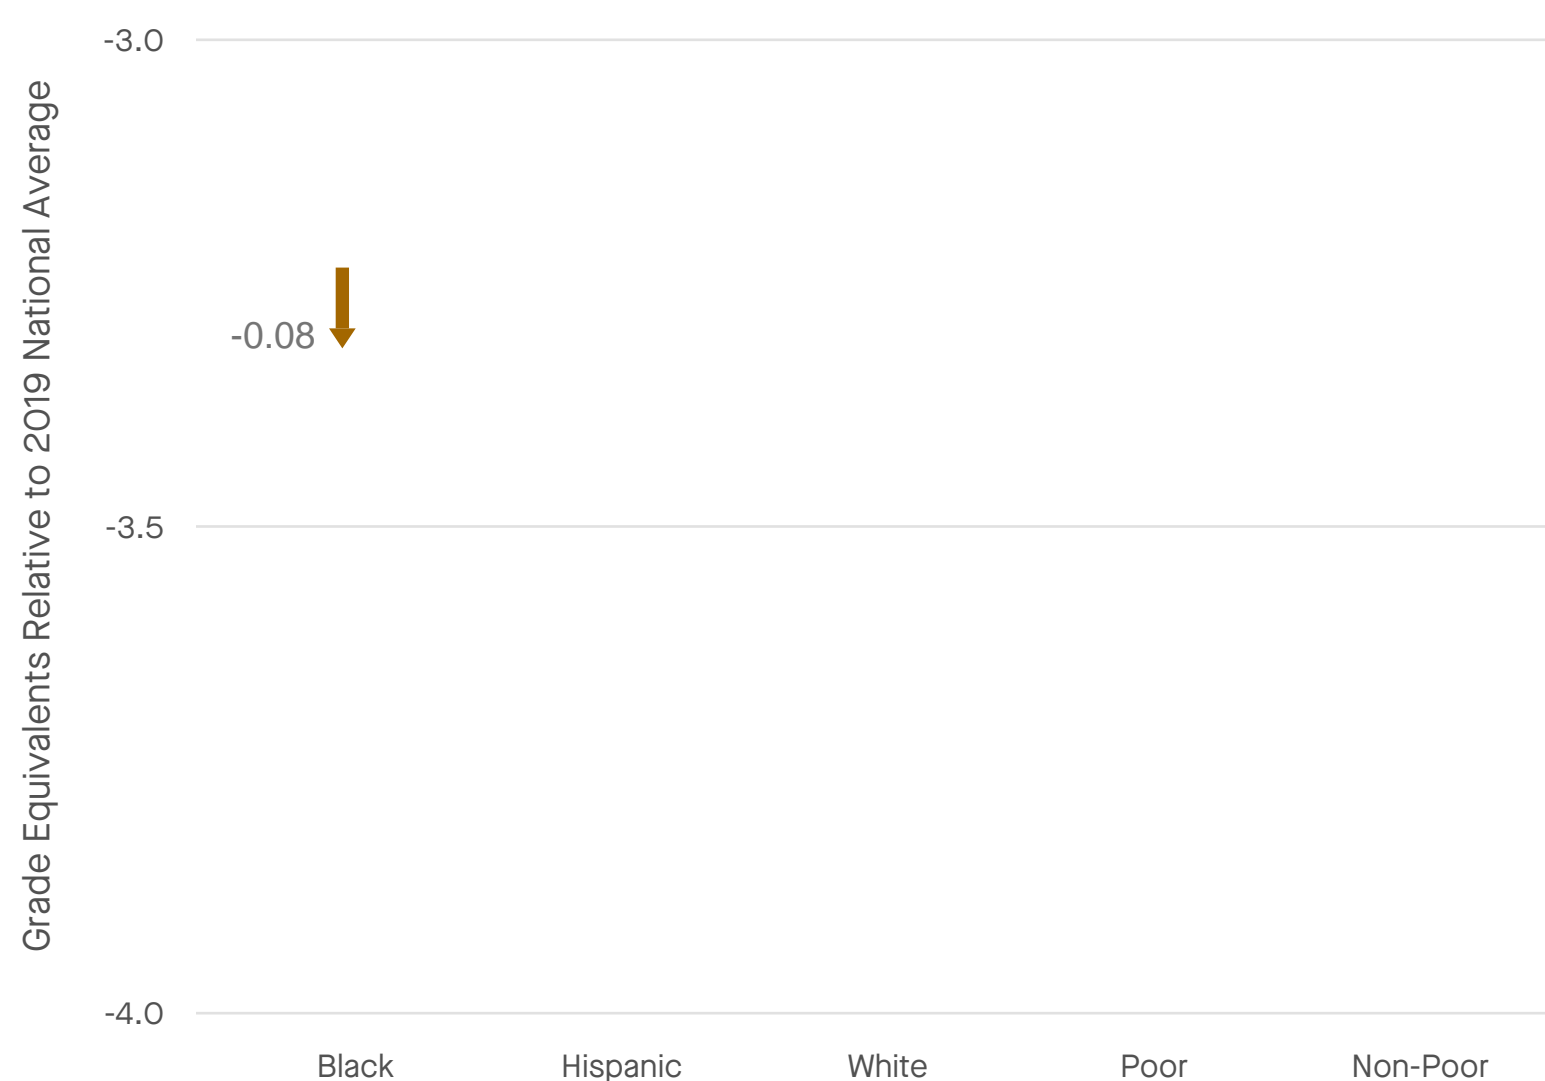 Grade Equivalents Relative to 2019 National Average
-3.0
-0.08
-3.5
-4.0
Black Hispanic White Poor Non-Poor